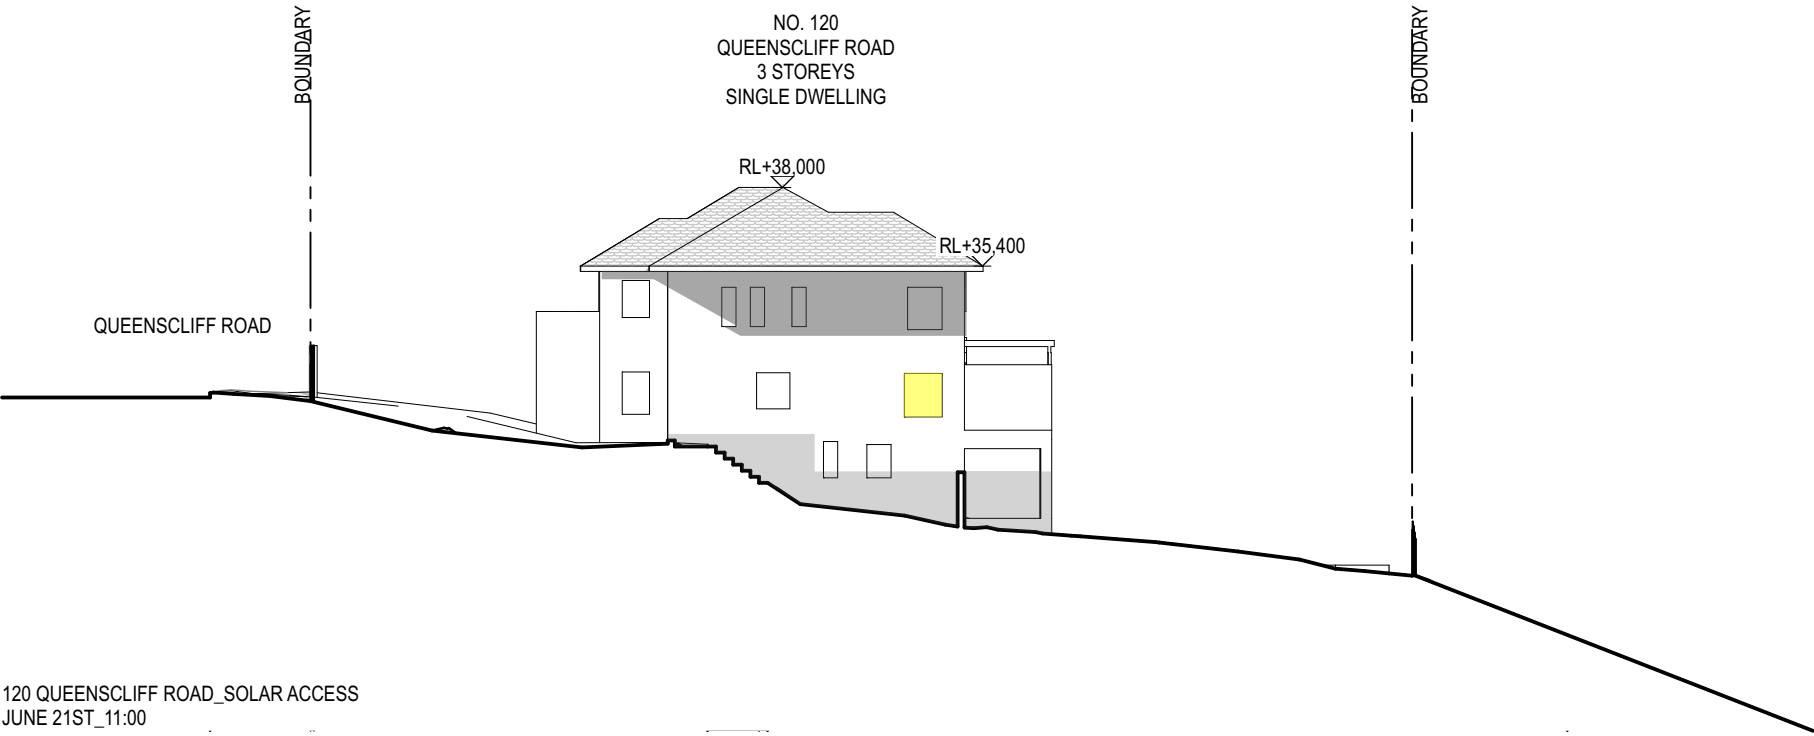 BOUNDARY
NO. 120
QUEENSCLIFF ROAD
3 STOREYS
SINGLE DWELLING
BOUNDARY
RL+38,000
RL+35,400
QUEENSCLIFF ROAD
120 QUEENSCLIFF ROAD_SOLAR ACCESS
JUNE 21ST_11:00